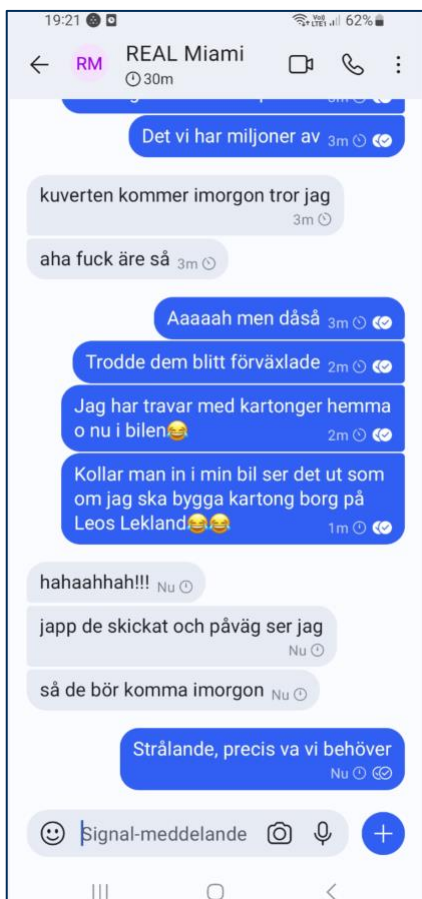 19:21 62%
RM REAL Miami
30m
Det vi har miljoner av 3m
kuverten kommer imorgon tror jag
3m
aha fuck äre så 3m
Aaaaah men dåså 3m
Trodde dem blitt förväxlade 2m
Jag har travar med kartonger hemma
o nu i bilen😂 2m
Kollar man in i min bil ser det ut som
om jag ska bygga kartong borg på
Leos Lekland😂😂 1m
hahaahhah!!! Nu
japp de skickat och påväg ser jag
Nu
så de bör komma imorgon Nu
Strålande, precis va vi behöver
Nu
Signal-meddelande